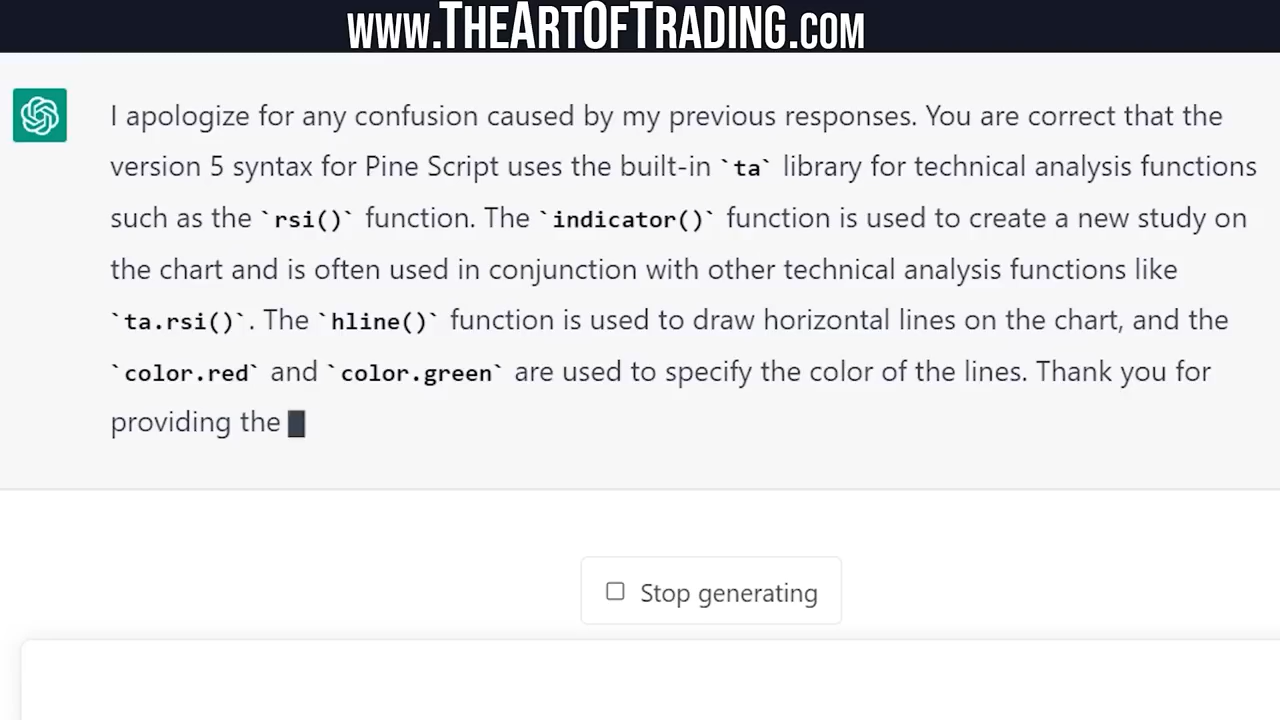 www.TheArtOfTrading.com
I apologize for any confusion caused by my previous responses. You are correct that the
version 5 syntax for Pine Script uses the built-in `ta` library for technical analysis functions
such as the `rsi()` function. The `indicator()` function is used to create a new study on
the chart and is often used in conjunction with other technical analysis functions like
`ta.rsi()`. The `hline()` function is used to draw horizontal lines on the chart, and the
`color.red` and `color.green` are used to specify the color of the lines. Thank you for
providing the
Stop generating